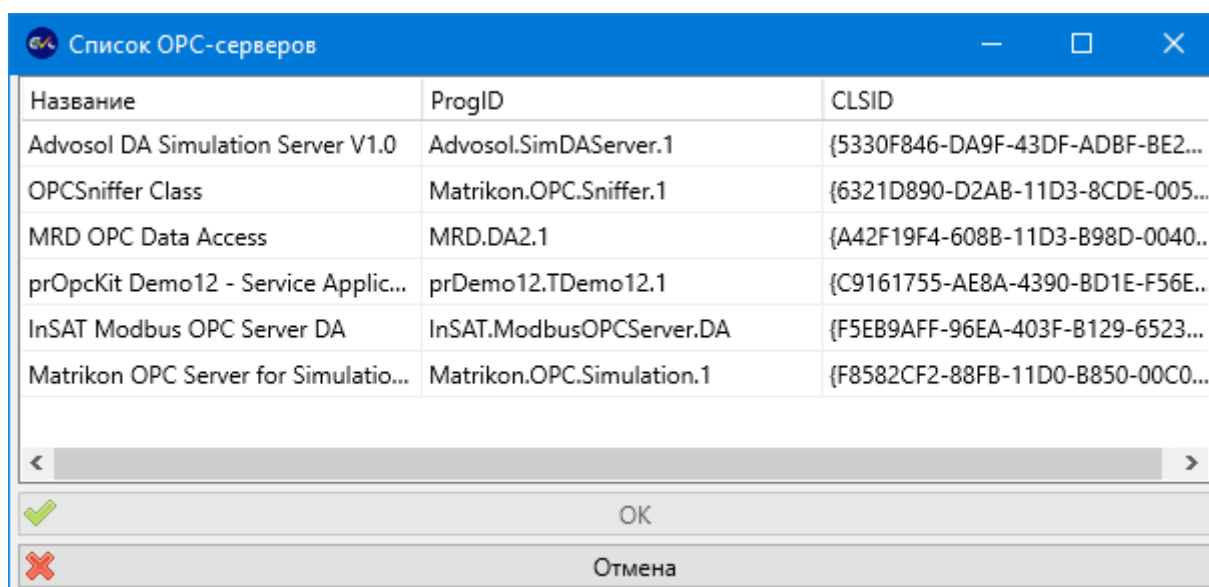 Список OPC-серверов
Название ProgID CLSID
Advosol DA Simulation Server V1.0 Advosol.SimDAServer.1 {5330F846-DA9F-43DF-ADBF-BE2...
OPCSniffer Class Matrikon.OPC.Sniffer.1 {6321D890-D2AB-11D3-8CDE-005...
MRD OPC Data Access MRD.DA2.1 {A42F19F4-608B-11D3-B98D-0040...
prOpcKit Demo12 - Service Applic... prDemo12.TDemo12.1 {C9161755-AE8A-4390-BD1E-F56E...
InSAT Modbus OPC Server DA InSAT.ModbusOPCServer.DA {F5EB9AFF-96EA-403F-B129-6523...
Matrikon OPC Server for Simulatio... Matrikon.OPC.Simulation.1 {F8582CF2-88FB-11D0-B850-00C0...
OK
Отмена